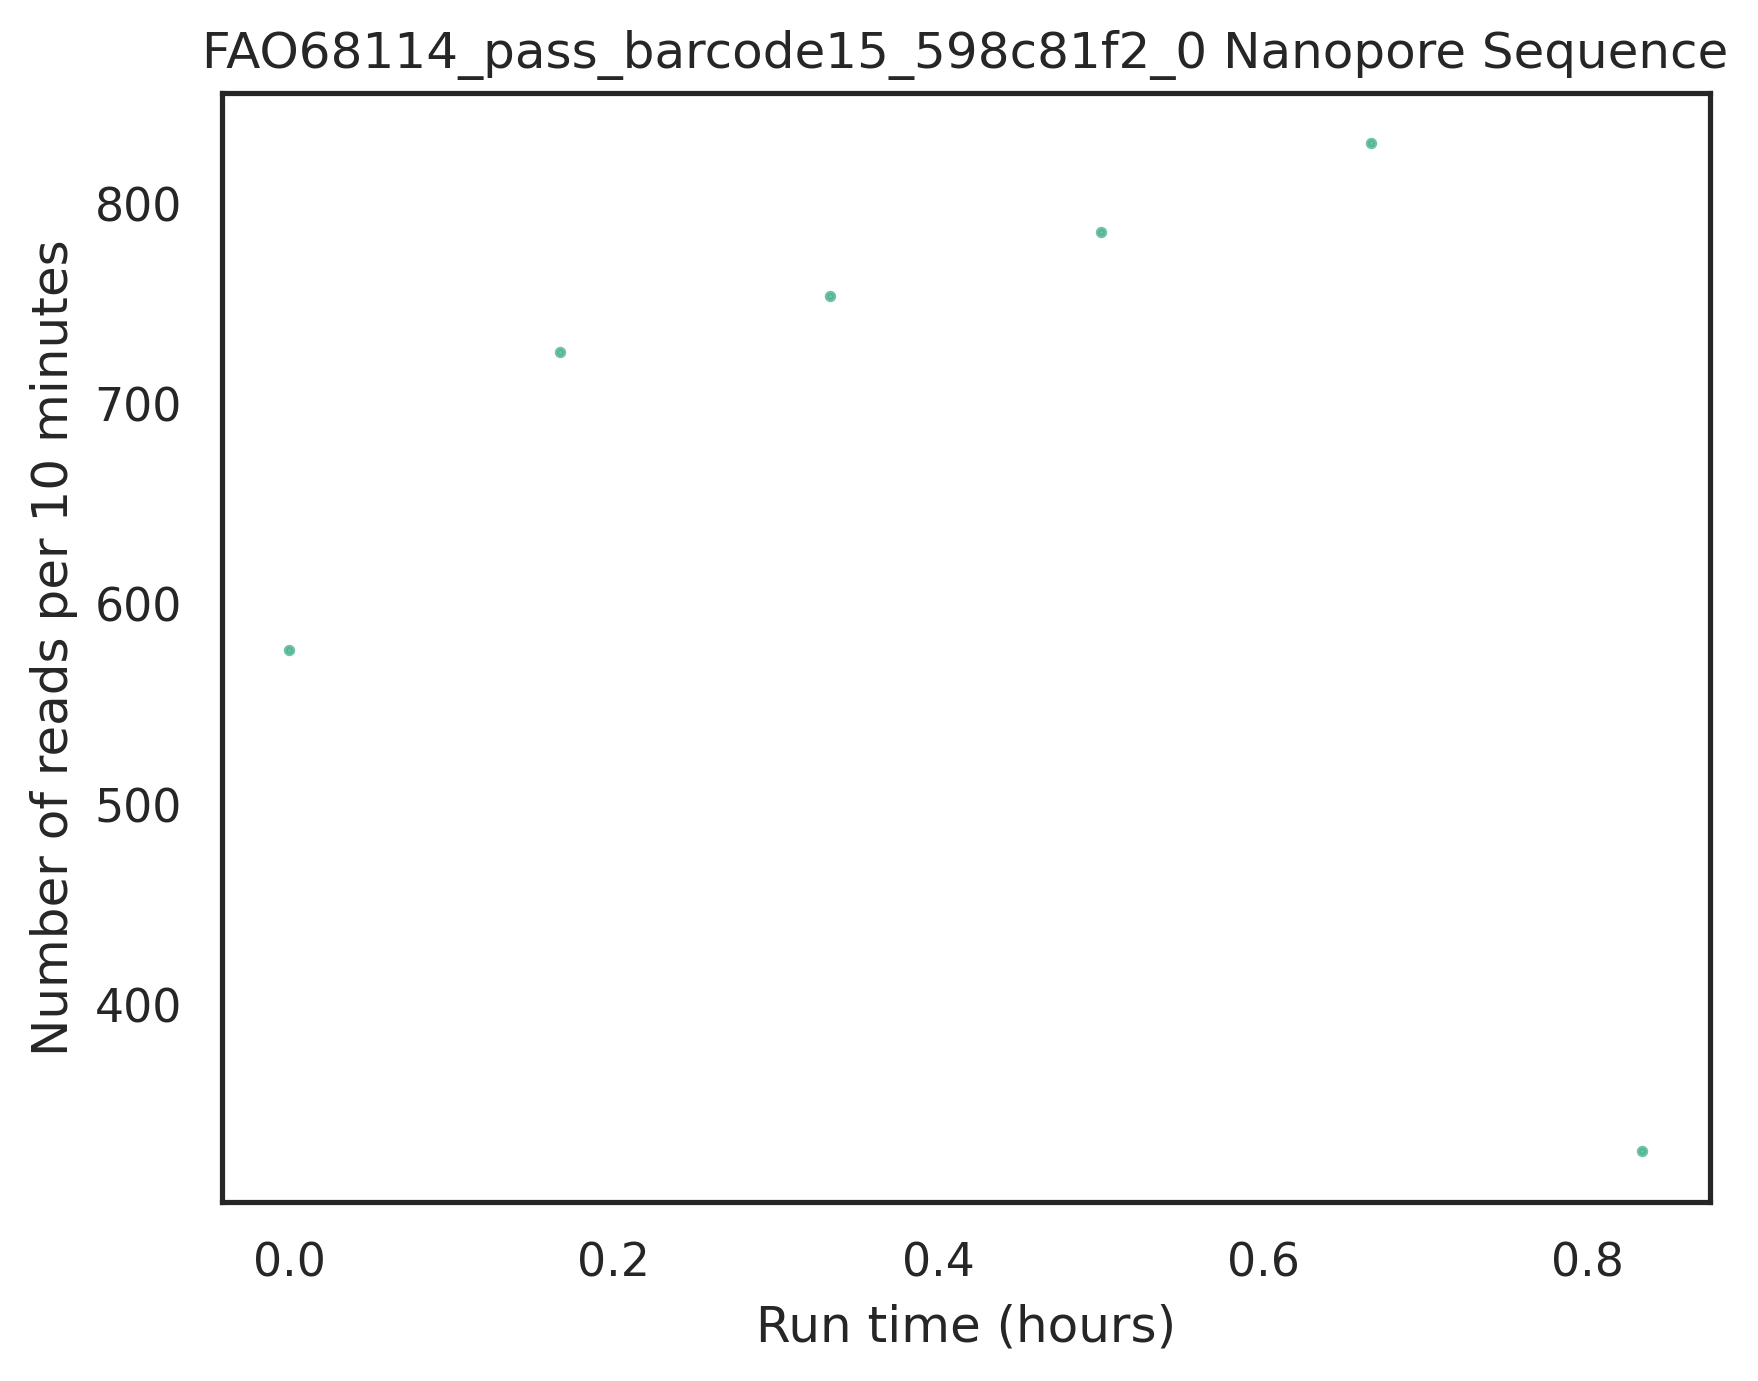 FAO68114_pass_barcode15_598c81f2_0 Nanopore Sequence
Number of reads per 10 minutes
800
700
600
500
400
0.0 0.2 0.4 0.6 0.8
Run time (hours)